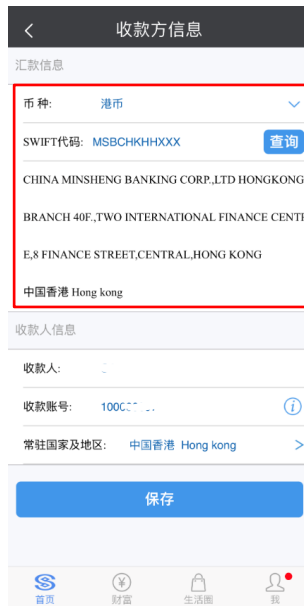 收款方信息
汇款信息
币 种: 港币
SWIFT代码: MSBCHKHHXXX 查询
CHINA MINSHENG BANKING CORP.,LTD HONGKONG
BRANCH 40F.,TWO INTERNATIONAL FINANCE CENTR
E,8 FINANCE STREET,CENTRAL,HONG KONG
中国香港 Hong kong
收款人信息
收款人:
收款账号:
常驻国家及地区: 中国香港 Hong kong
保存
首页 财富 生活圈 我